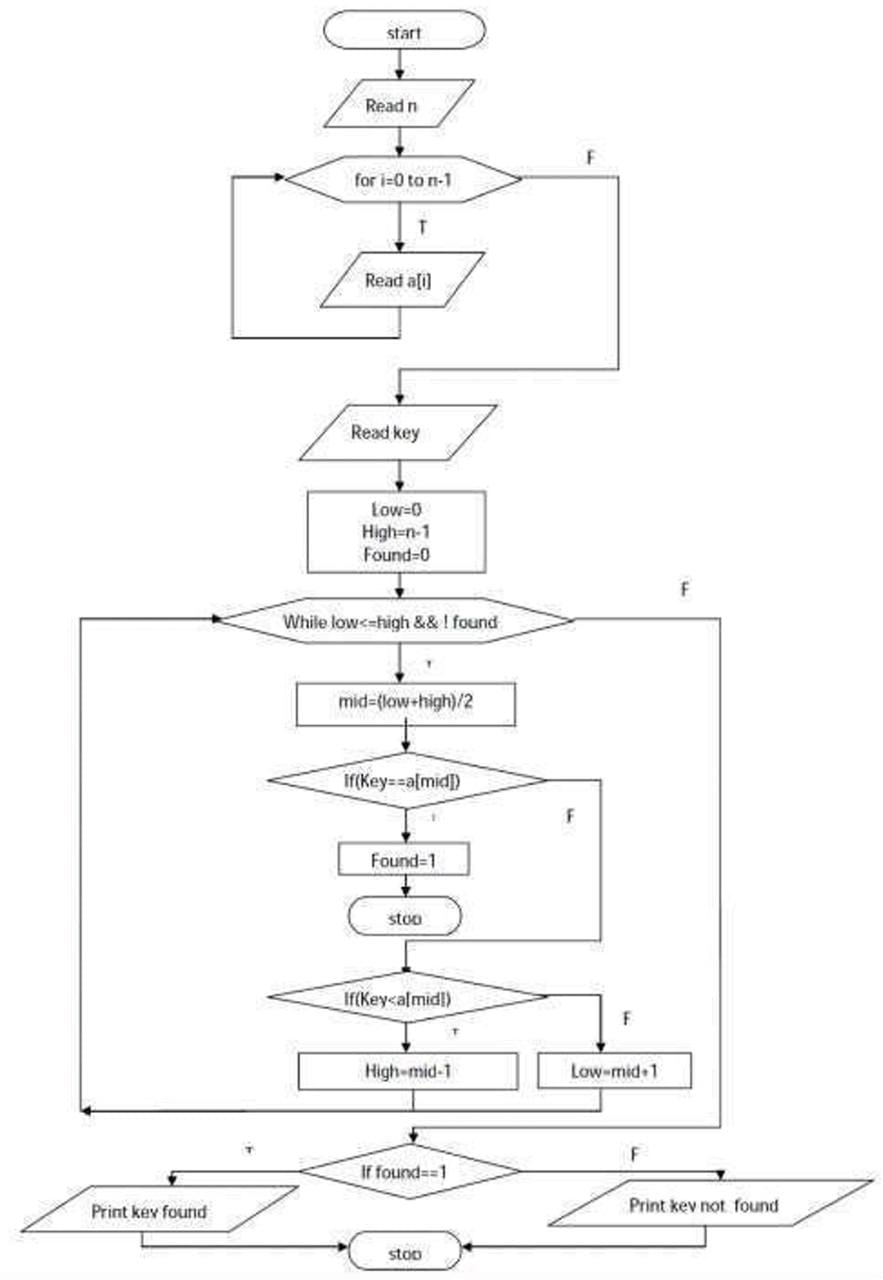 start
Read n
for i=0 to n-1
F
T
Read a[i]
Read key
Low=0
High=n-1
Found=0
F
While low<=high && ! found
T
mid=(low+high)/2
If(Key==a[mid])
F
Found=1
stop
If(Key<a[mid])
F
T
High=mid-1
Low=mid+1
T
F
If found==1
Print key found
Print key not found
stop